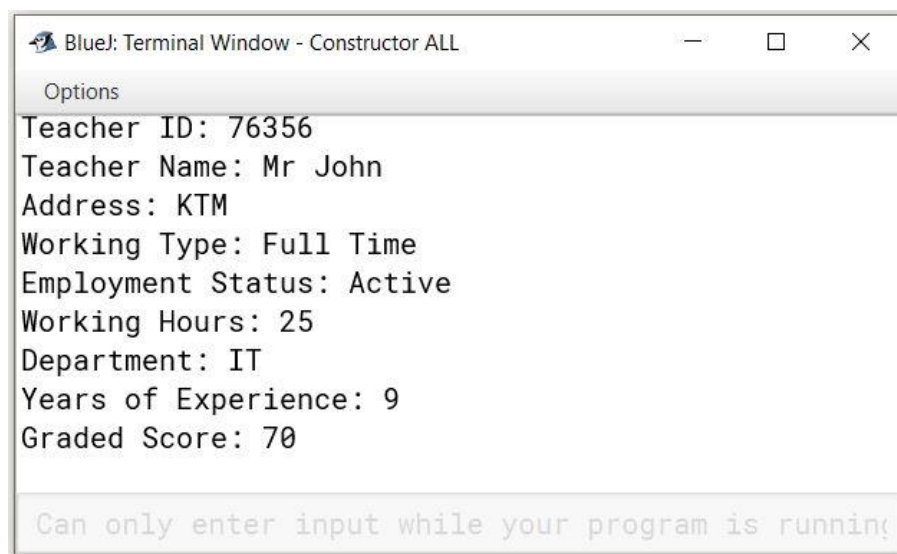 BlueJ: Terminal Window - Constructor ALL
Options
Teacher ID: 76356
Teacher Name: Mr John
Address: KTM
Working Type: Full Time
Employment Status: Active
Working Hours: 25
Department: IT
Years of Experience: 9
Graded Score: 70
Can only enter input while your program is running